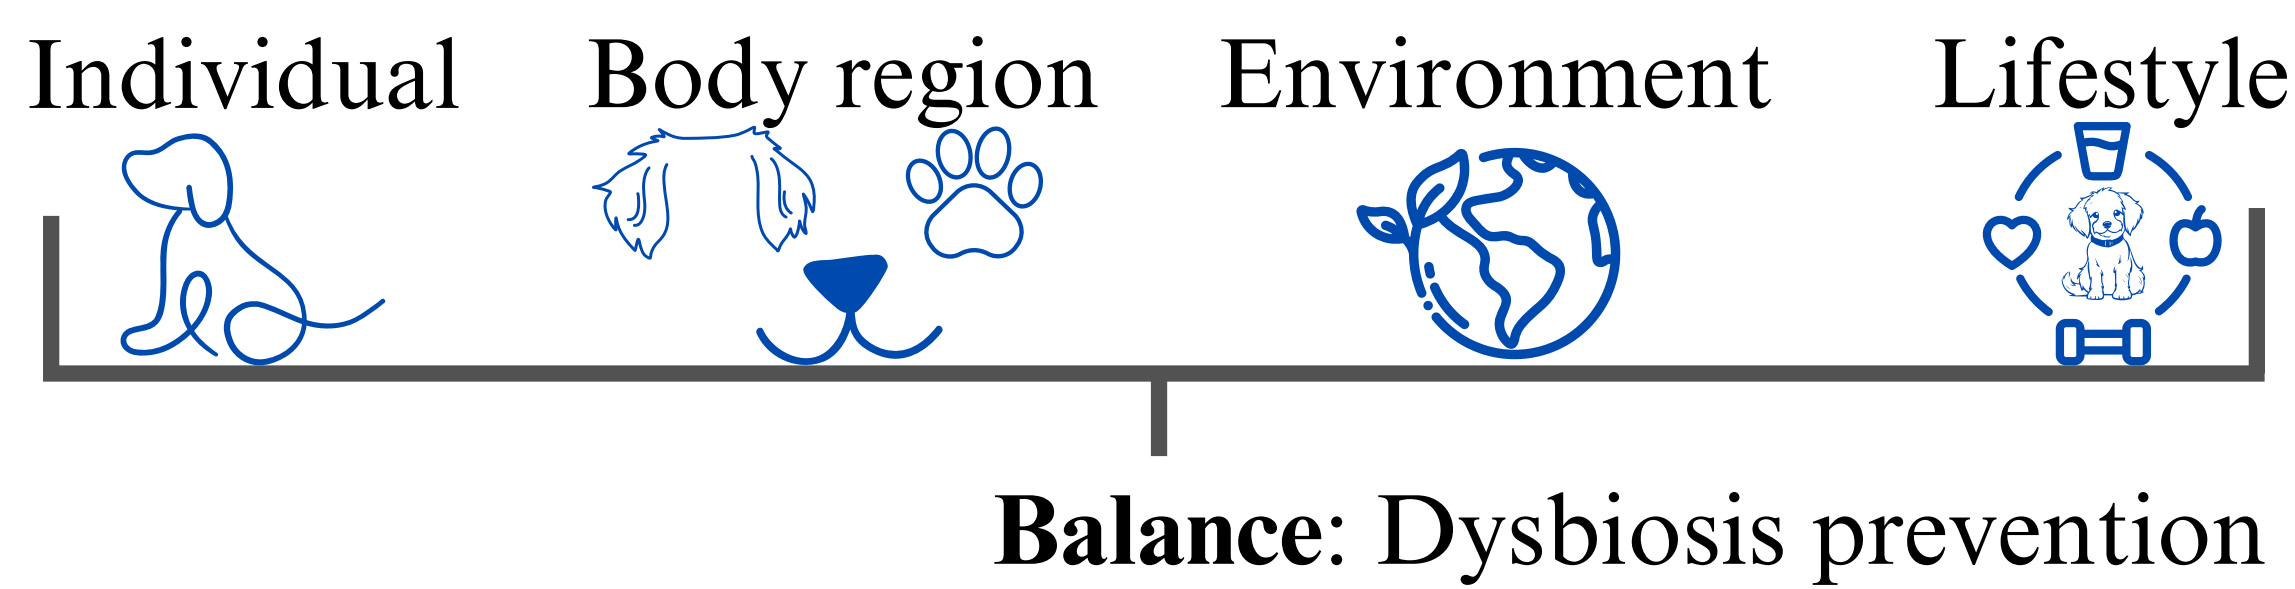 Individual Body region Environment Lifestyle
Balance: Dysbiosis prevention